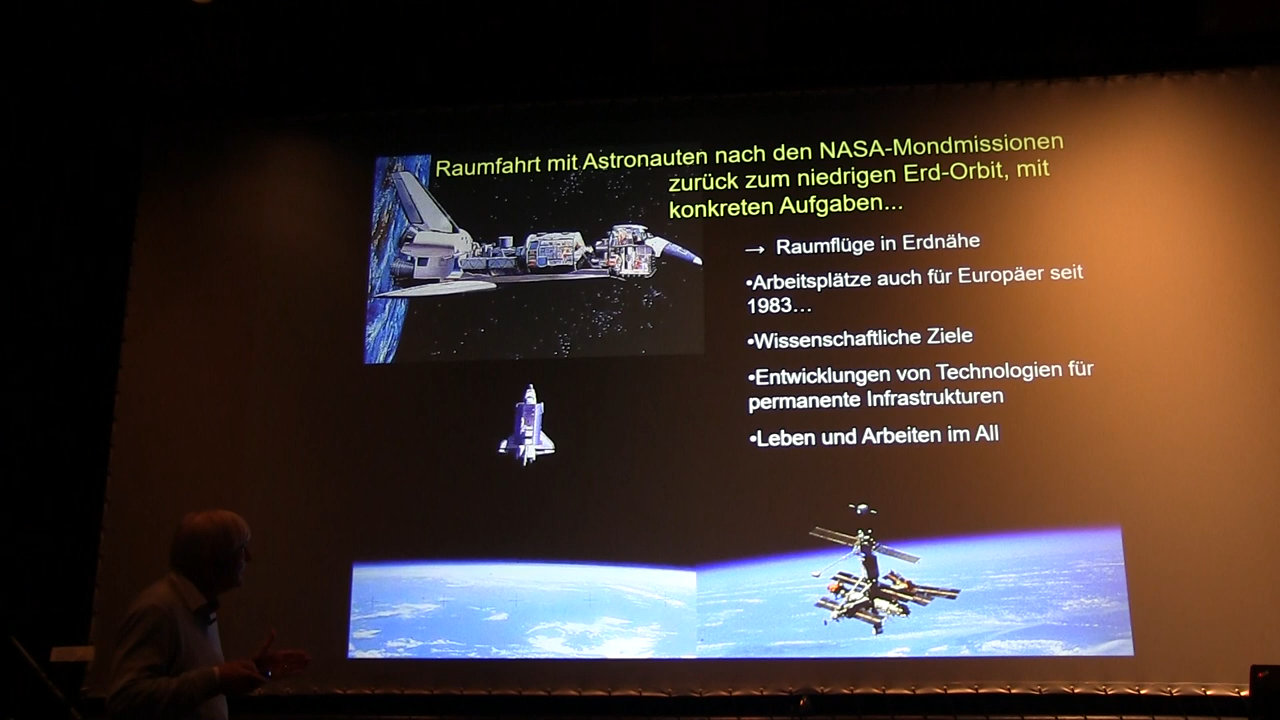 Raumfahrt mit Astronauten nach den NASA-Mondmissionen
zurück zum niedrigen Erd-Orbit, mit
konkreten Aufgaben...
→ Raumflüge in Erdnähe
•Arbeitsplätze auch für Europäer seit
1983...
•Wissenschaftliche Ziele
•Entwicklungen von Technologien für
permanente Infrastrukturen
•Leben und Arbeiten im All